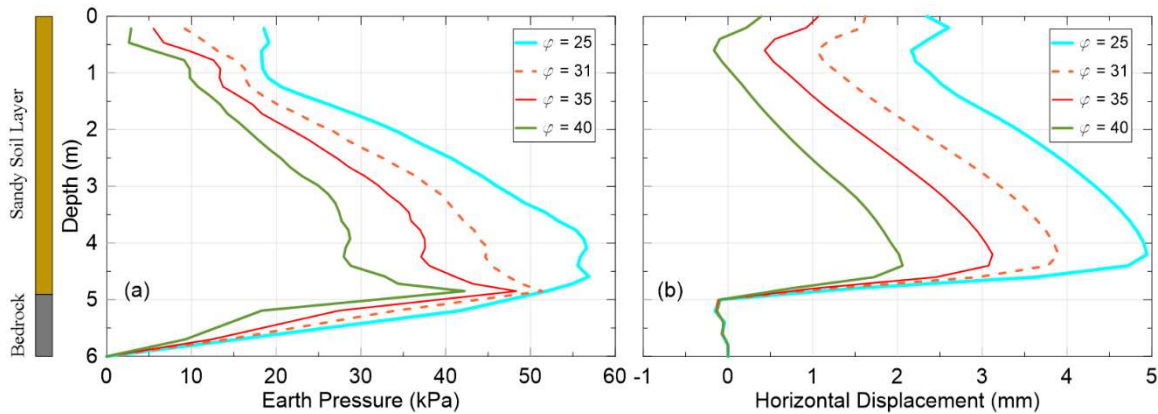 Sandy Soil Layer
Bedrock
Depth (m)
0
1
2
3
4
5
6
φ = 25
φ = 31
φ = 35
φ = 40
(a)
0 10 20 30 40 50 60
Earth Pressure (kPa)
φ = 25
φ = 31
φ = 35
φ = 40
(b)
-1 0 1 2 3 4 5
Horizontal Displacement (mm)